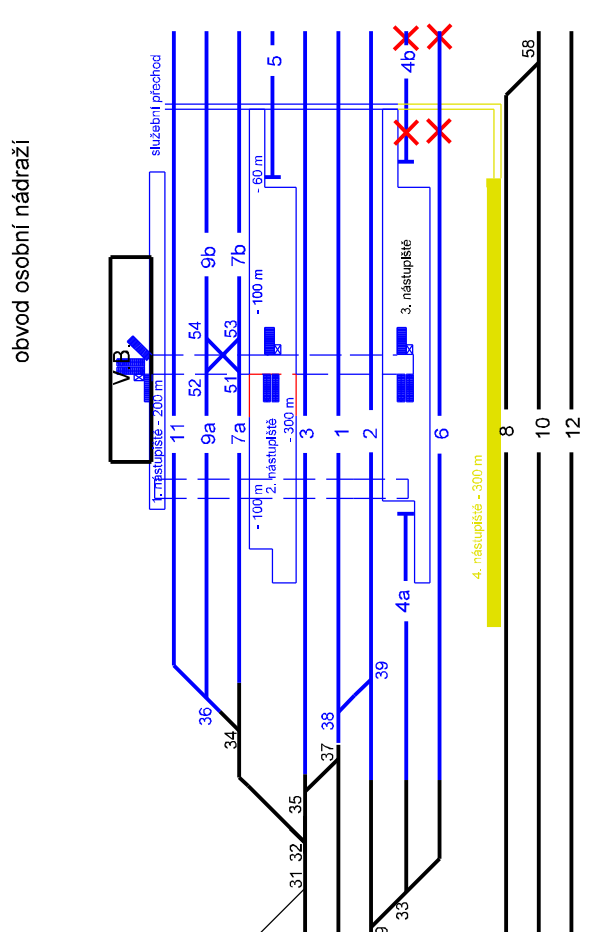 obvod osobní nádraží
služební přechod
5
4b
58
- 60 m
9b
7b
- 100 m
3. nástupiště
54
53
V.B.
52
51
1. nástupiště - 200 m
11
9a
7a
2. nástupiště
- 300 m
3
1
2
6
8
10
12
- 100 m
4. nástupiště - 300 m
4a
39
38
36
34
37
35
32
31
33
9